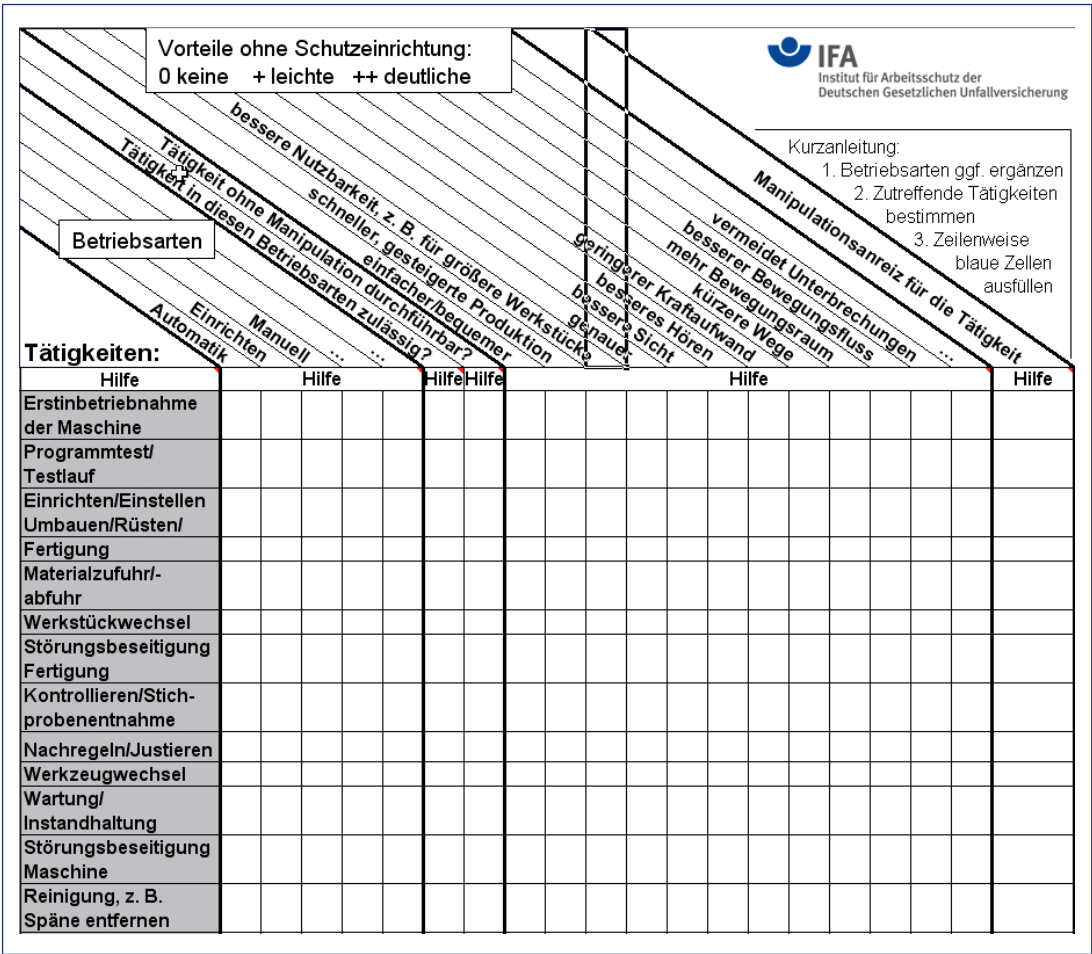 Vorteile ohne Schutzeinrichtung:
0 keine + leichte ++ deutliche
IFA
Institut für Arbeitsschutz der
Deutschen Gesetzlichen Unfallversicherung
Kurzanleitung:
1. Betriebsarten ggf. ergänzen
2. Zutreffende Tätigkeiten
bestimmen
3. Zeilenweise
blaue Zellen
ausfüllen
Betriebsarten
Tätigkeiten:
Automatik
Einrichten
Manuell
...
...
Tätigkeit in diesen Betriebsarten zulässig?
Tätigkeit ohne Manipulation durchführbar?
einfacher/bequemer
schneller, gesteigerte Produktion
bessere Nutzbarkeit, z. B. für größere Werkstücke
genauer
bessere Sicht
besseres Hören
geringerer Kraftaufwand
kürzere Wege
mehr Bewegungsraum
besserer Bewegungsfluss
vermeidet Unterbrechungen
...
Manipulationsanreiz für die Tätigkeit
Hilfe Hilfe Hilfe Hilfe Hilfe Hilfe
Erstinbetriebnahme
der Maschine
Programmtest/
Testlauf
Einrichten/Einstellen
Umbauen/Rüsten/
Fertigung
Materialzufuhr/-
abfuhr
Werkstückwechsel
Störungsbeseitigung
Fertigung
Kontrollieren/Stich-
probenentnahme
Nachregeln/Justieren
Werkzeugwechsel
Wartung/
Instandhaltung
Störungsbeseitigung
Maschine
Reinigung, z. B.
Späne entfernen